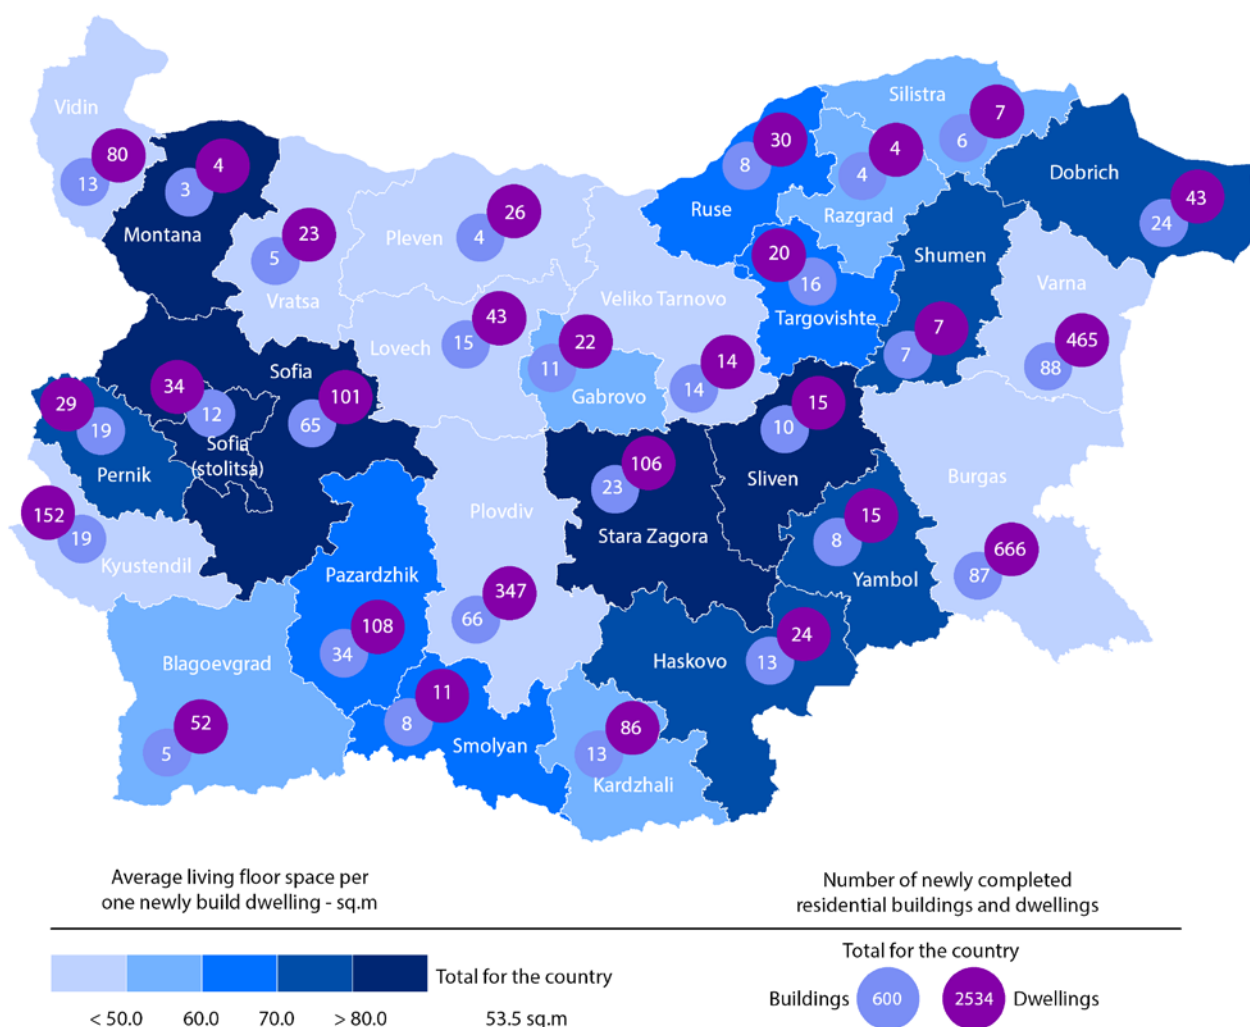 Vidin
80
13
4
3
Montana
23
5
Vratsa
26
4
Pleven
43
15
Lovech
22
11
Gabrovo
Veliko Tarnovo
14
14
30
8
Ruse
Silistra
7
6
4
4
Razgrad
20
16
Targovishte
Dobrich
43
24
Shumen
7
7
Varna
465
88
Sofia
101
65
34
12
Sofia
(stolitsa)
29
19
Pernik
152
19
Kyustendil
Pazardzhik
108
34
Plovdiv
347
66
106
23
Stara Zagora
15
10
Sliven
15
8
Yambol
Burgas
666
87
Blagoevgrad
52
5
11
8
Smolyan
86
13
Kardzhali
Haskovo
24
13
Average living floor space per
one newly build dwelling - sq.m
Total for the country
< 50.0 60.0 70.0 > 80.0 53.5 sq.m
Number of newly completed
residential buildings and dwellings
Total for the country
Buildings 600 2534 Dwellings